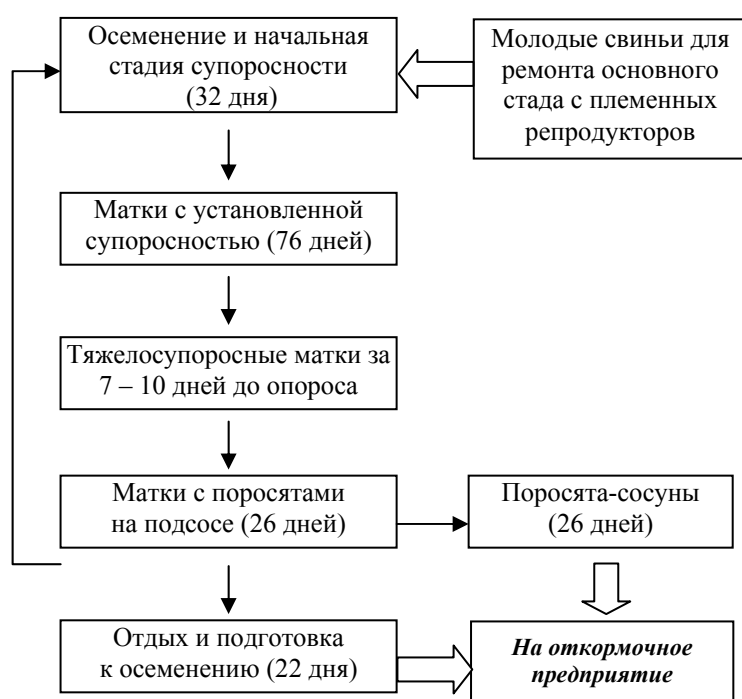 Осеменение и начальная
стадия супоросности
(32 дня)
Молодые свиньи для
ремонта основного
стада с племенных
репродукторов
Матки с установленной
супоросностью (76 дней)
Тяжелосупоросные матки за
7 – 10 дней до опороса
Матки с поросятами
на подсосе (26 дней)
Поросята-сосуны
(26 дней)
Отдых и подготовка
к осеменению (22 дня)
На откормочное
предприятие